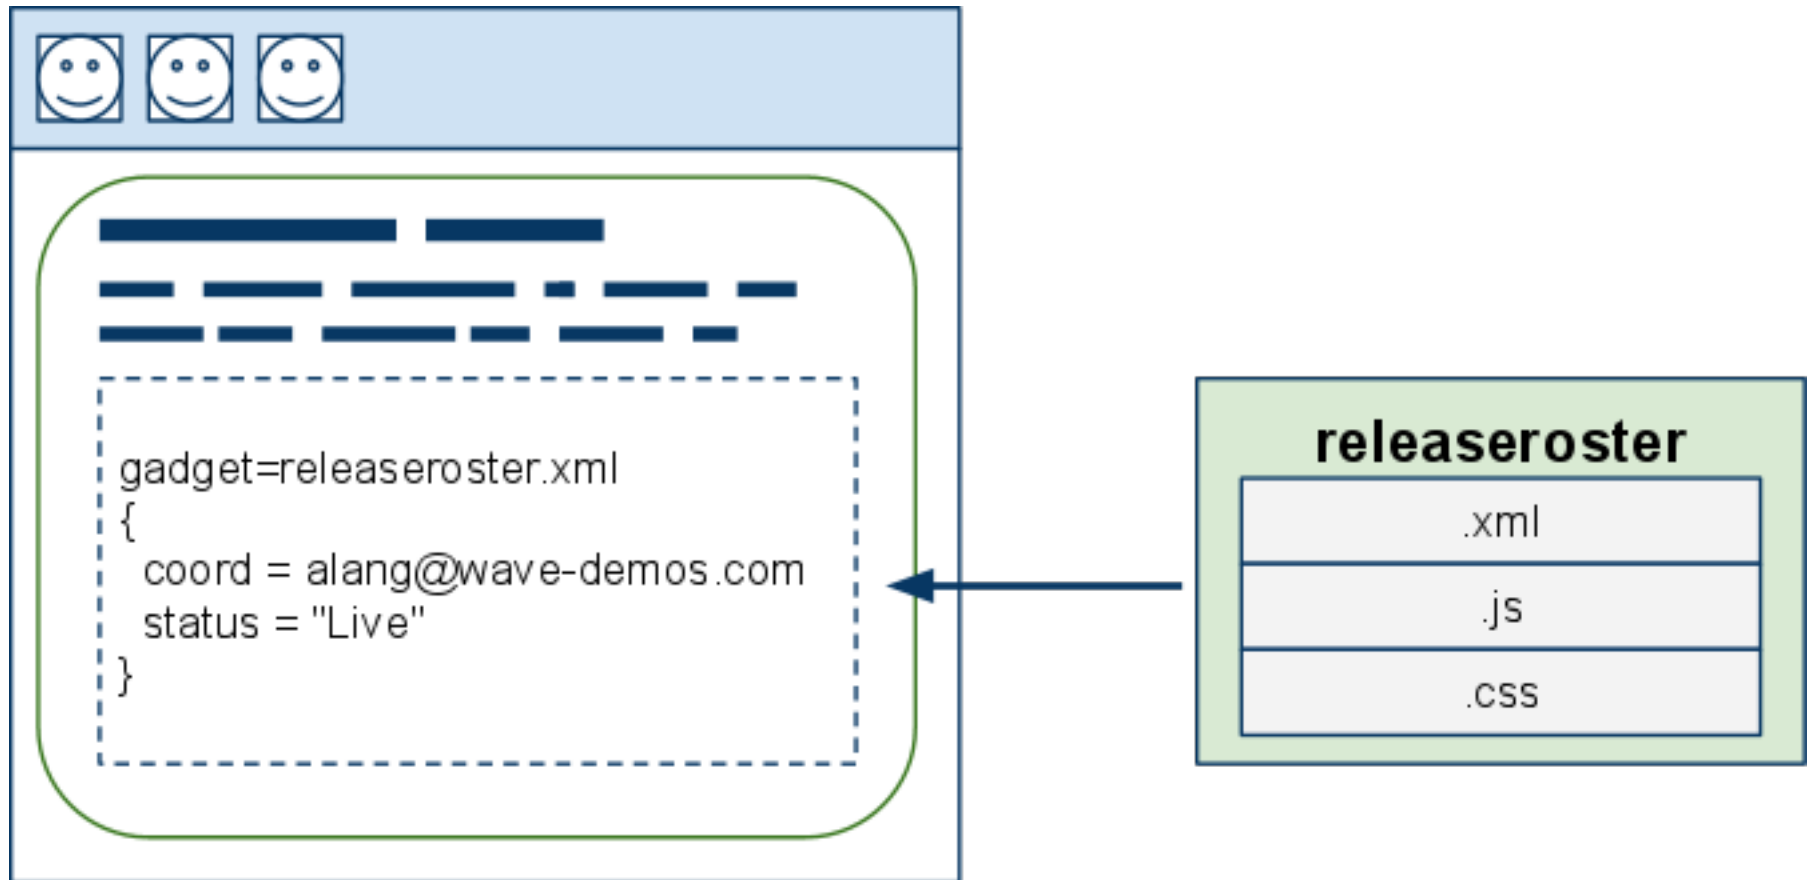 gadget=releaseroster.xml
{
coord = alang@wave-demos.com
status = "Live"
}
releaseroster
.xml
.js
.css